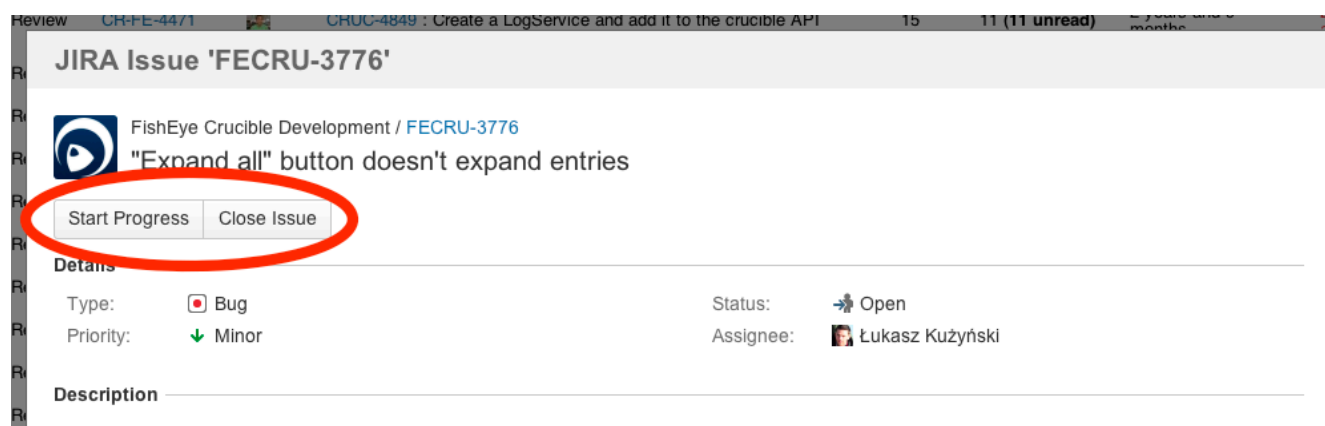 Review CR-FE-4471 CRUC-4849 : Create a LogService and add it to the crucible API 15 11 (11 unread)
months
JIRA Issue 'FECRU-3776'
FishEye Crucible Development / FECRU-3776
"Expand all" button doesn't expand entries
Start Progress Close Issue
Details
Type: Bug Status: Open
Priority: Minor Assignee: Łukasz Kużyński
Description